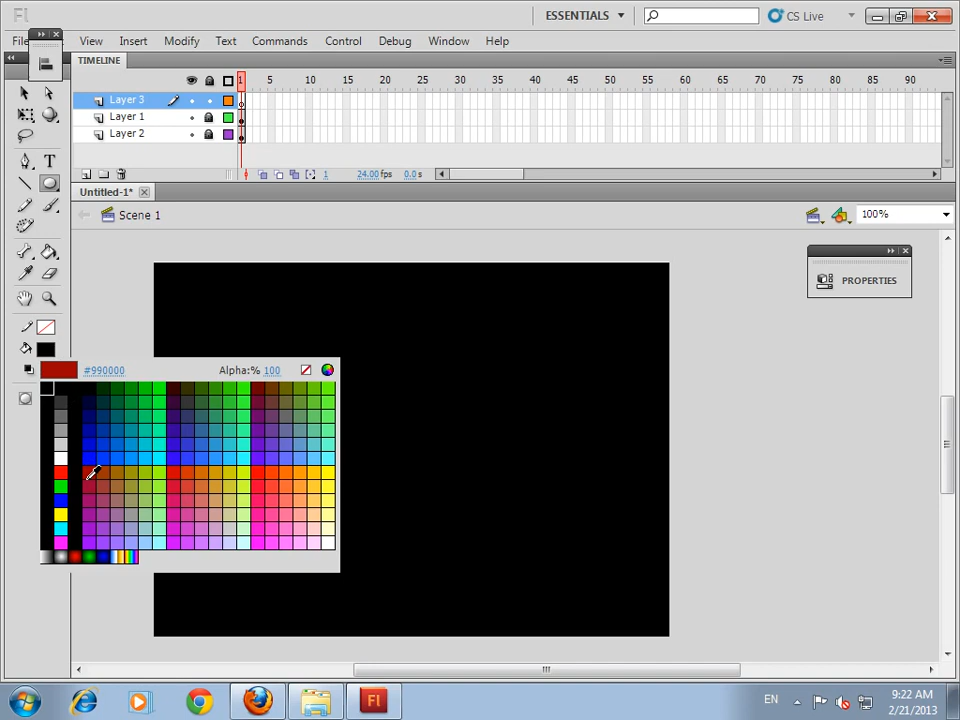 Fl
ESSENTIALS
CS Live
File View Insert Modify Text Commands Control Debug Window Help
TIMELINE
1 5 10 15 20 25 30 35 40 45 50 55 60 65 70 75 80 85 90
Layer 3
Layer 1
Layer 2
1 24.00 fps 0.0 s
Untitled-1*
Scene 1
100%
T
PROPERTIES
#990000 Alpha:% 100
Fl
EN
9:22 AM
2/21/2013